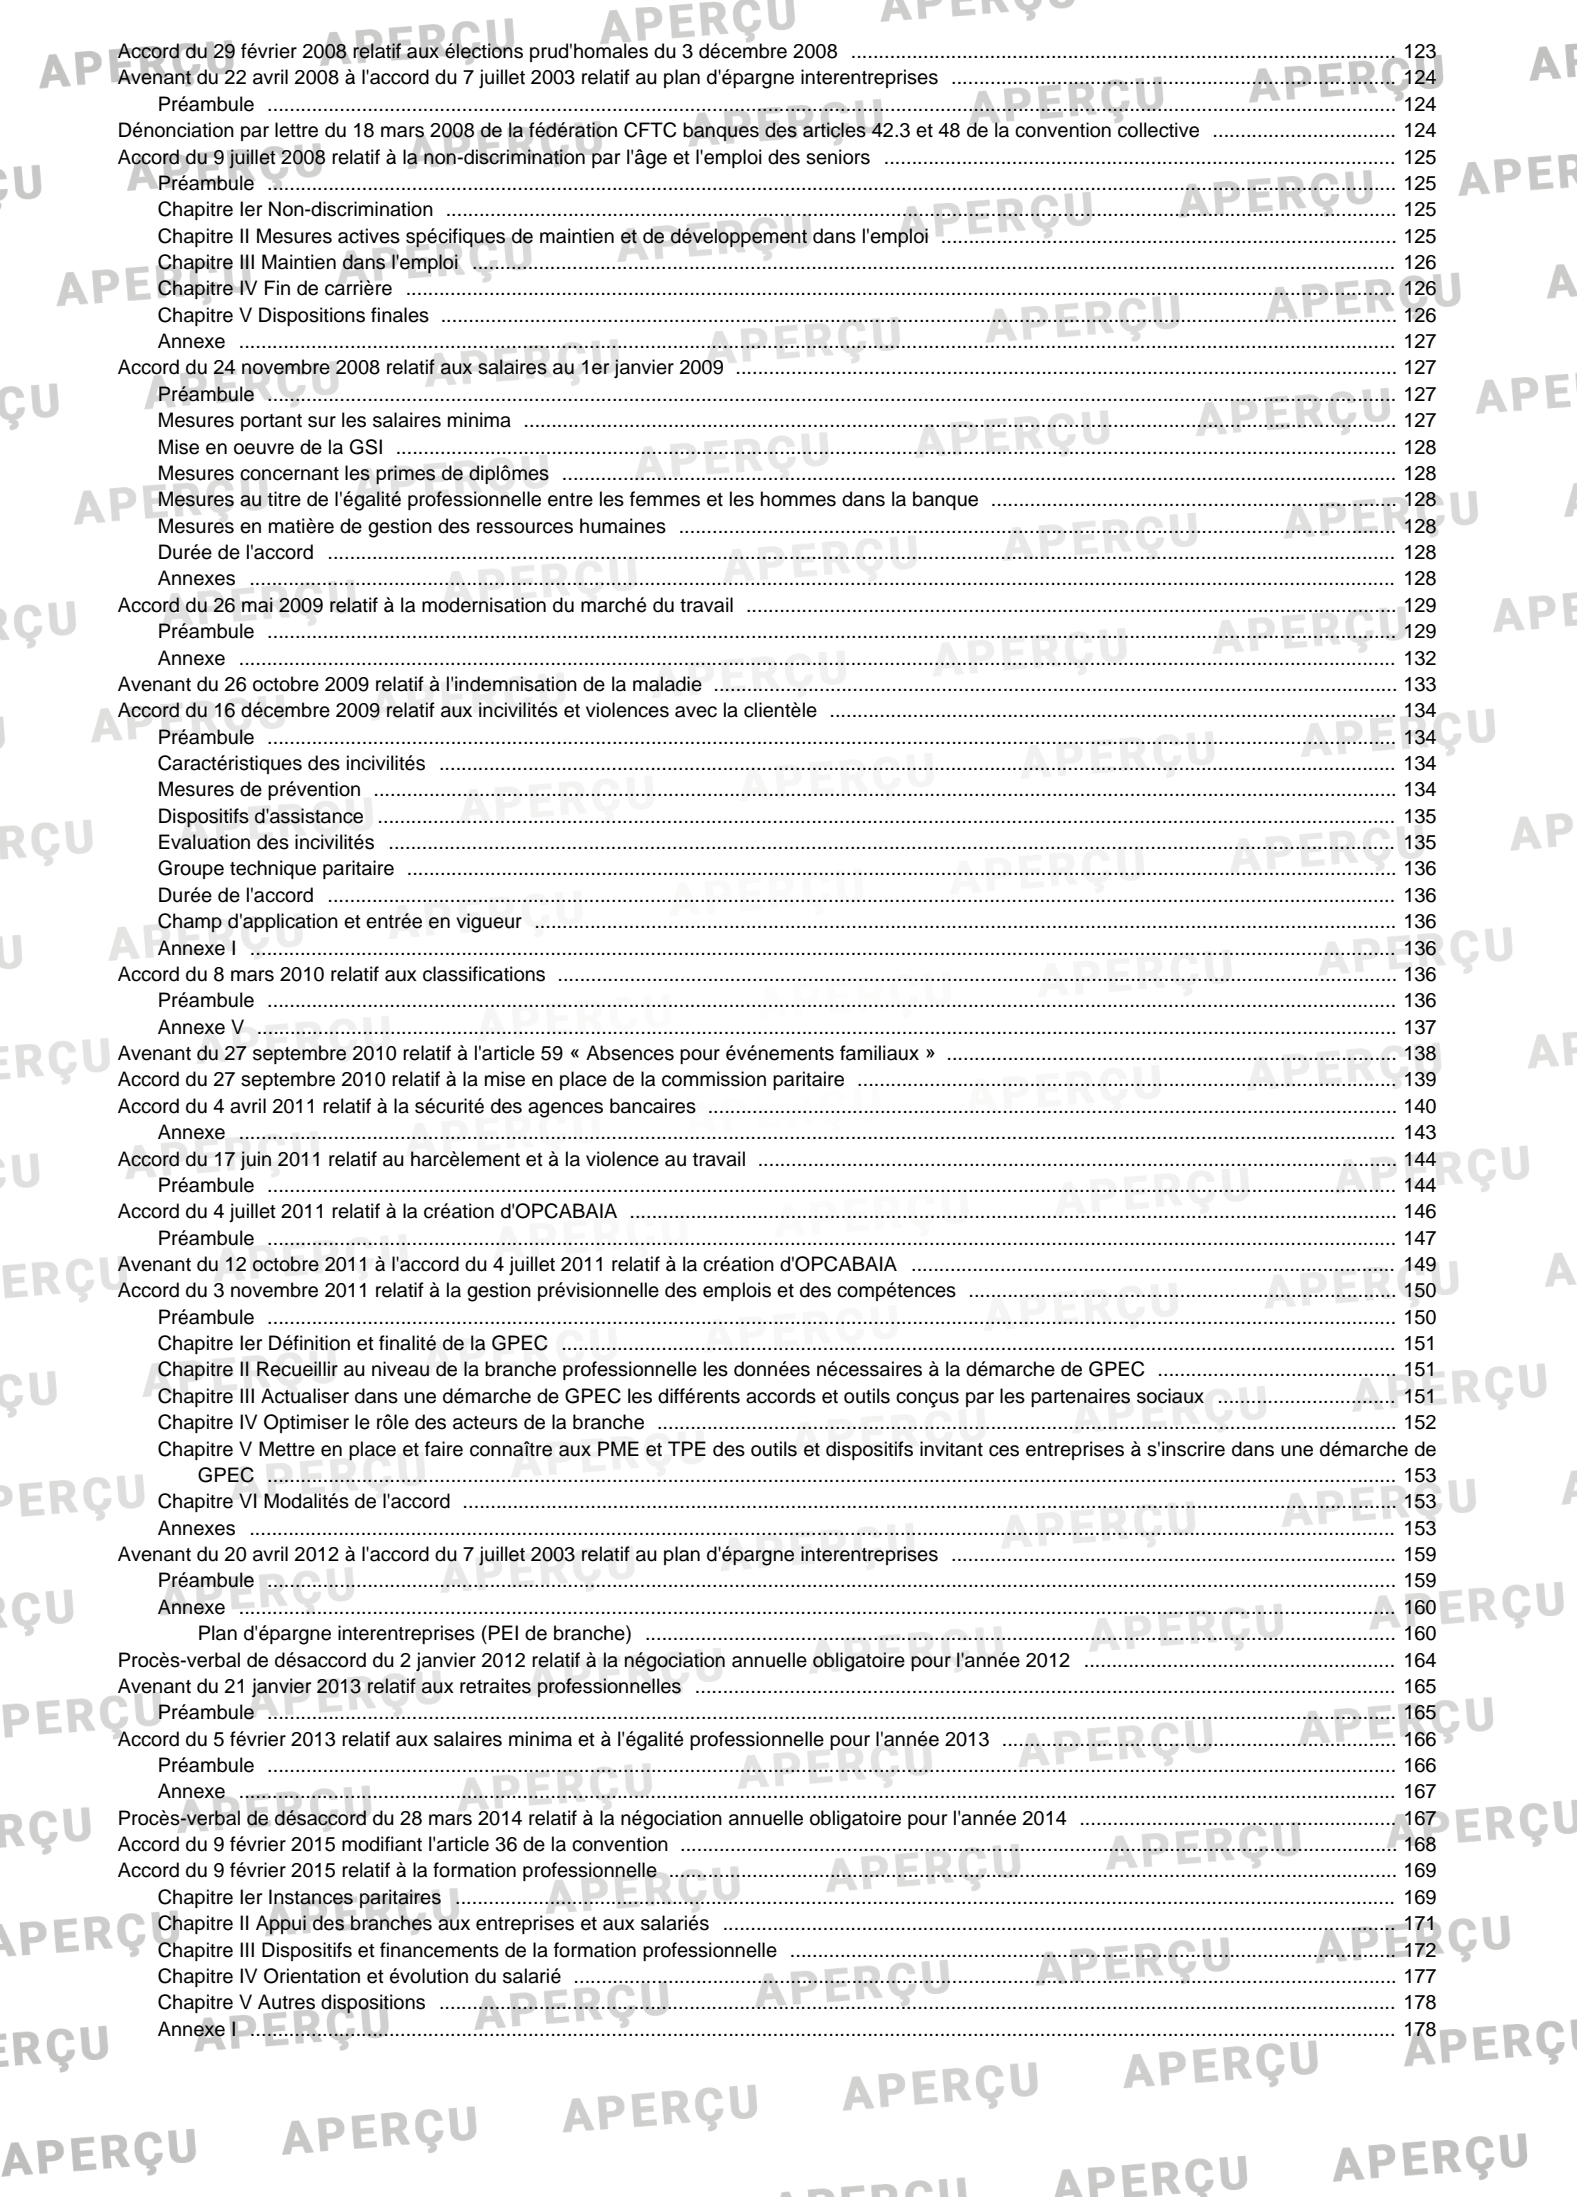 Accord du 29 février 2008 relatif aux élections prud'homales du 3 décembre 2008 ... 123
Avenant du 22 avril 2008 à l'accord du 7 juillet 2003 relatif au plan d'épargne interentreprises ... 124
Préambule ... 124
Dénonciation par lettre du 18 mars 2008 de la fédération CFTC banques des articles 42.3 et 48 de la convention collective ... 124
Accord du 9 juillet 2008 relatif à la non-discrimination par l'âge et l'emploi des seniors ... 125
Préambule ... 125
Chapitre Ier Non-discrimination ... 125
Chapitre II Mesures actives spécifiques de maintien et de développement dans l'emploi ... 125
Chapitre III Maintien dans l'emploi ... 126
Chapitre IV Fin de carrière ... 126
Chapitre V Dispositions finales ... 126
Annexe ... 127
Accord du 24 novembre 2008 relatif aux salaires au 1er janvier 2009 ... 127
Préambule ... 127
Mesures portant sur les salaires minima ... 127
Mise en oeuvre de la GSI ... 128
Mesures concernant les primes de diplômes ... 128
Mesures au titre de l'égalité professionnelle entre les femmes et les hommes dans la banque ... 128
Mesures en matière de gestion des ressources humaines ... 128
Durée de l'accord ... 128
Annexes ... 128
Accord du 26 mai 2009 relatif à la modernisation du marché du travail ... 129
Préambule ... 129
Annexe ... 132
Avenant du 26 octobre 2009 relatif à l'indemnisation de la maladie ... 133
Accord du 16 décembre 2009 relatif aux incivilités et violences avec la clientèle ... 134
Préambule ... 134
Caractéristiques des incivilités ... 134
Mesures de prévention ... 134
Dispositifs d'assistance ... 135
Evaluation des incivilités ... 135
Groupe technique paritaire ... 136
Durée de l'accord ... 136
Champ d'application et entrée en vigueur ... 136
Annexe I ... 136
Accord du 8 mars 2010 relatif aux classifications ... 136
Préambule ... 136
Annexe V ... 137
Avenant du 27 septembre 2010 relatif à l'article 59 « Absences pour événements familiaux » ... 138
Accord du 27 septembre 2010 relatif à la mise en place de la commission paritaire ... 139
Accord du 4 avril 2011 relatif à la sécurité des agences bancaires ... 140
Annexe ... 143
Accord du 17 juin 2011 relatif au harcèlement et à la violence au travail ... 144
Préambule ... 144
Accord du 4 juillet 2011 relatif à la création d'OPCABAIA ... 146
Préambule ... 147
Avenant du 12 octobre 2011 à l'accord du 4 juillet 2011 relatif à la création d'OPCABAIA ... 149
Accord du 3 novembre 2011 relatif à la gestion prévisionnelle des emplois et des compétences ... 150
Préambule ... 150
Chapitre Ier Définition et finalité de la GPEC ... 151
Chapitre II Recueillir au niveau de la branche professionnelle les données nécessaires à la démarche de GPEC ... 151
Chapitre III Actualiser dans une démarche de GPEC les différents accords et outils conçus par les partenaires sociaux ... 151
Chapitre IV Optimiser le rôle des acteurs de la branche ... 152
Chapitre V Mettre en place et faire connaître aux PME et TPE des outils et dispositifs invitant ces entreprises à s'inscrire dans une démarche de
GPEC ... 153
Chapitre VI Modalités de l'accord ... 153
Annexes ... 153
Avenant du 20 avril 2012 à l'accord du 7 juillet 2003 relatif au plan d'épargne interentreprises ... 159
Préambule ... 159
Annexe ... 160
Plan d'épargne interentreprises (PEI de branche) ... 160
Procès-verbal de désaccord du 2 janvier 2012 relatif à la négociation annuelle obligatoire pour l'année 2012 ... 164
Avenant du 21 janvier 2013 relatif aux retraites professionnelles ... 165
Préambule ... 165
Accord du 5 février 2013 relatif aux salaires minima et à l'égalité professionnelle pour l'année 2013 ... 166
Préambule ... 166
Annexe ... 167
Procès-verbal de désaccord du 28 mars 2014 relatif à la négociation annuelle obligatoire pour l'année 2014 ... 167
Accord du 9 février 2015 modifiant l'article 36 de la convention ... 168
Accord du 9 février 2015 relatif à la formation professionnelle ... 169
Chapitre Ier Instances paritaires ... 169
Chapitre II Appui des branches aux entreprises et aux salariés ... 171
Chapitre III Dispositifs et financements de la formation professionnelle ... 172
Chapitre IV Orientation et évolution du salarié ... 177
Chapitre V Autres dispositions ... 178
Annexe I ... 178
APERÇU